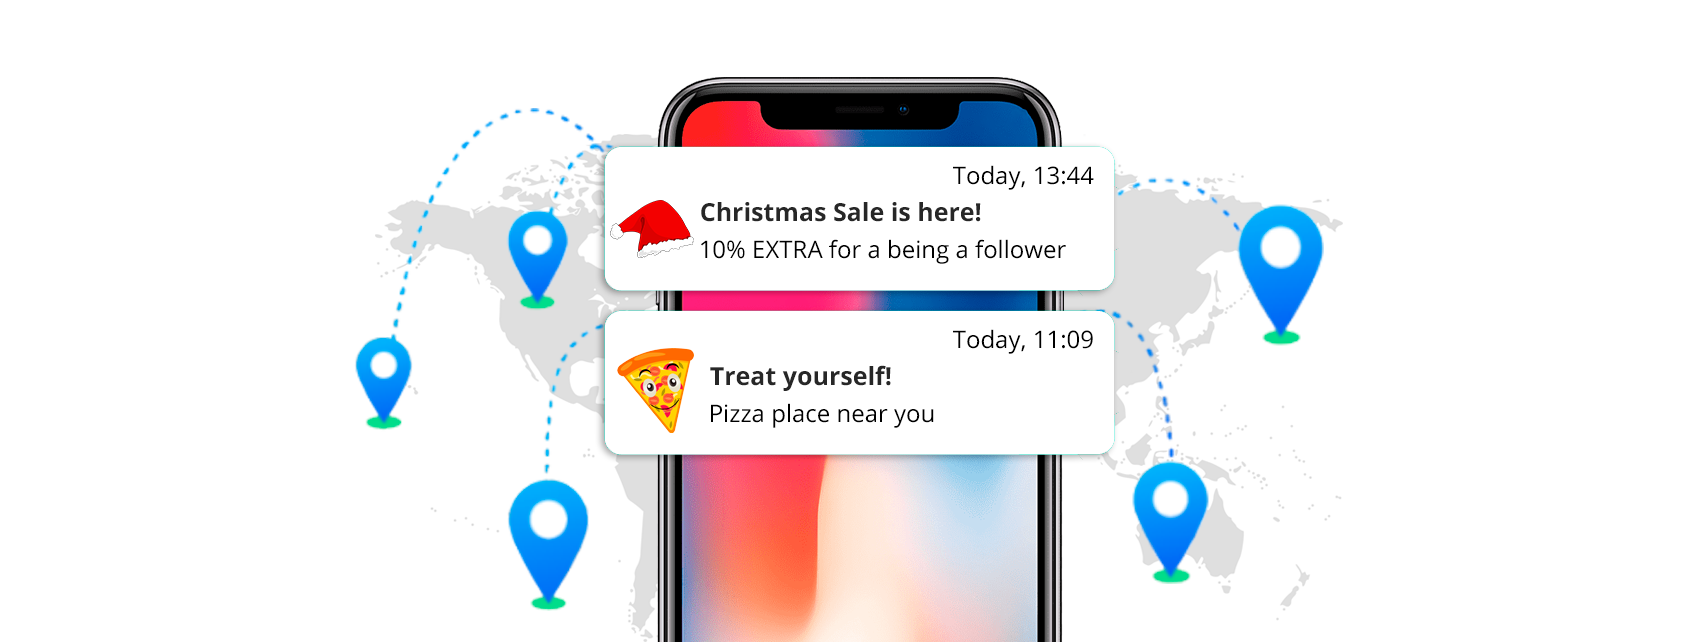 Today, 13:44
Christmas Sale is here!
10% EXTRA for a being a follower
Today, 11:09
Treat yourself!
Pizza place near you